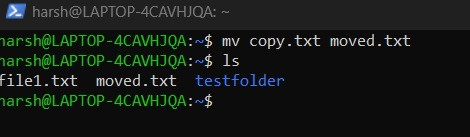 harsh@LAPTOP-4CAVHJQA: ~
harsh@LAPTOP-4CAVHJQA:~$ mv copy.txt moved.txt
harsh@LAPTOP-4CAVHJQA:~$ ls
file1.txt  moved.txt  testfolder
harsh@LAPTOP-4CAVHJQA:~$